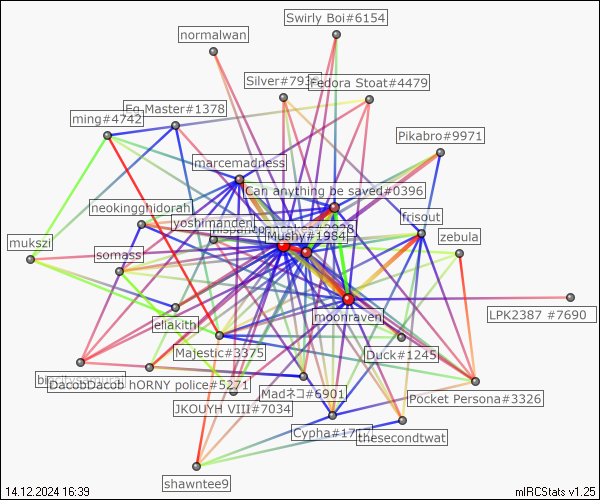 Swirly Boi#6154
normalwan
Silver#793
Fedora Stoat#4479
Eq Master#1378
ming#4742
Pikabro#9971
marcemadness
Can anything be saved#0396
neokingghidorah
frisout
yoshimanden
Mushy#1984
zebula
mukszi
somass
LPK2387 #7690
moonraven
eliakith
Majestic#3375
Duck#1245
DacobDacob hORNY police#5271
Madネコ#6901
Pocket Persona#3326
JKOUYH VIII#7034
Cypha#17
thesecondtwat
shawntee9
14.12.2024 16:39
mIRCStats v1.25